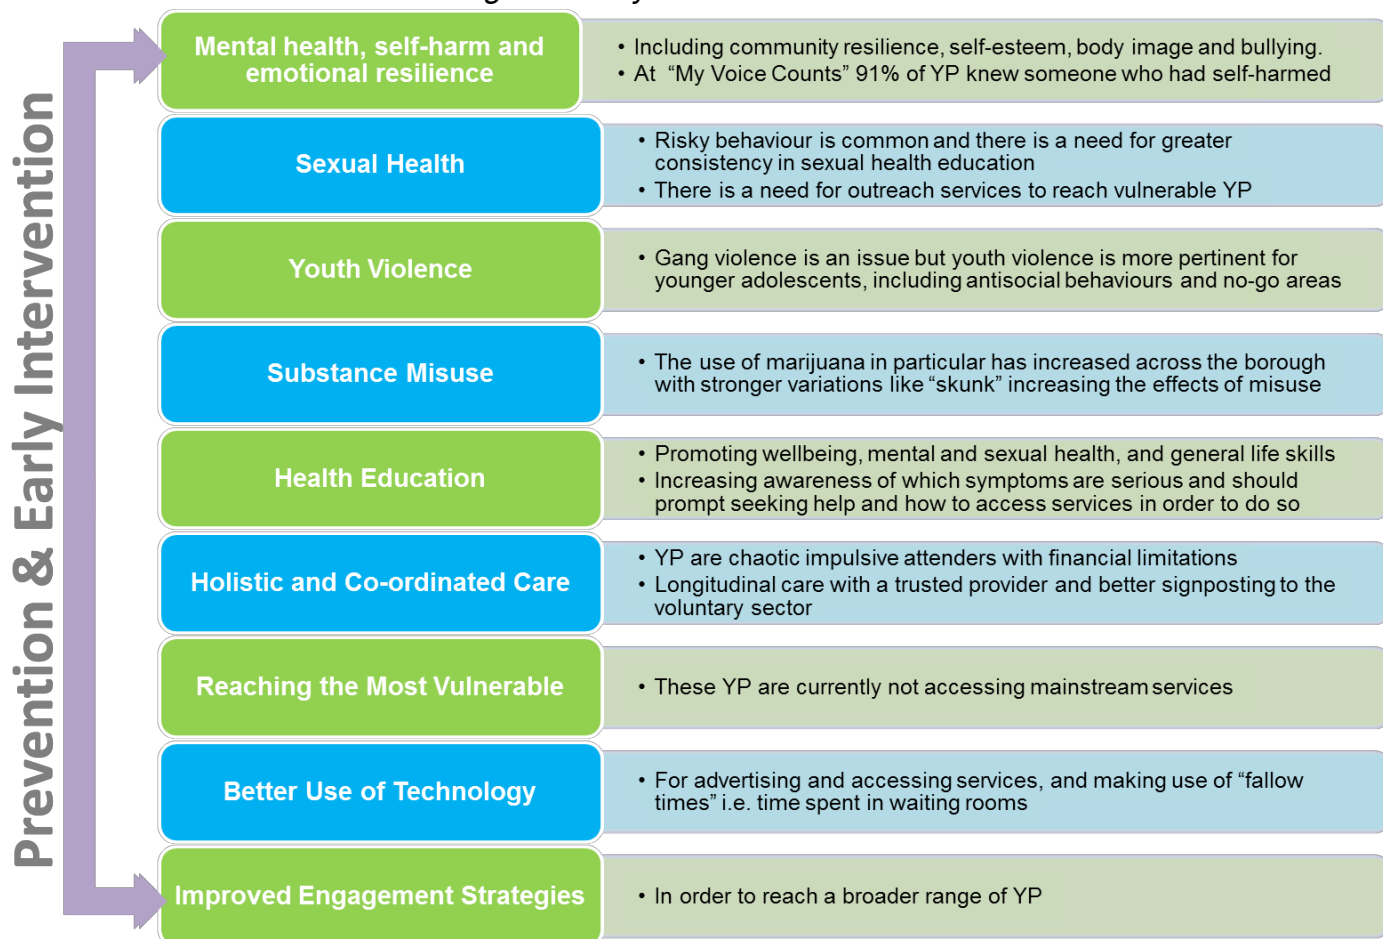 Prevention & Early Intervention
Mental health, self-harm and
emotional resilience
• Including community resilience, self-esteem, body image and bullying.
• At “My Voice Counts” 91% of YP knew someone who had self-harmed
Sexual Health
• Risky behaviour is common and there is a need for greater
consistency in sexual health education
• There is a need for outreach services to reach vulnerable YP
Youth Violence
• Gang violence is an issue but youth violence is more pertinent for
younger adolescents, including antisocial behaviours and no-go areas
Substance Misuse
• The use of marijuana in particular has increased across the borough
with stronger variations like “skunk” increasing the effects of misuse
Health Education
• Promoting wellbeing, mental and sexual health, and general life skills
• Increasing awareness of which symptoms are serious and should
prompt seeking help and how to access services in order to do so
Holistic and Co-ordinated Care
• YP are chaotic impulsive attenders with financial limitations
• Longitudinal care with a trusted provider and better signposting to the
voluntary sector
Reaching the Most Vulnerable
• These YP are currently not accessing mainstream services
Better Use of Technology
• For advertising and accessing services, and making use of “fallow
times” i.e. time spent in waiting rooms
Improved Engagement Strategies
• In order to reach a broader range of YP